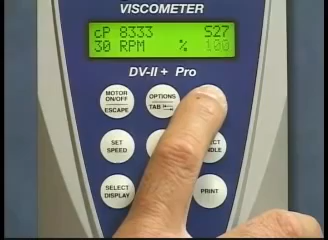 VISCOMETER
cP 8333 S27
30 RPM % 100
DV-II+ Pro
MOTOR
ON/OFF
ESCAPE
OPTIONS
TAB
SET
SPEED
SELECT
DISPLAY
PRINT